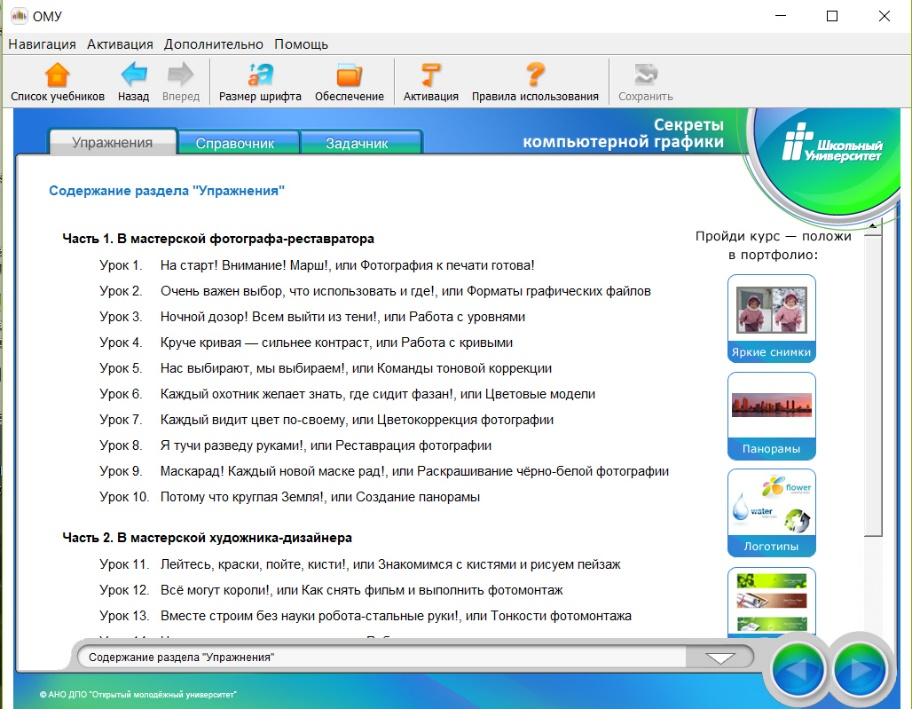 ОМУ
Навигация Активация Дополнительно Помощь
Список учебников Назад Вперед Размер шрифта Обеспечение Активация Правила использования Сохранить
Упражнения Справочник Задачник
Секреты
компьютерной графики
Школьный
Университет
Содержание раздела "Упражнения"
Часть 1. В мастерской фотографа-реставратора
Урок 1. На старт! Внимание! Марш!, или Фотография к печати готова!
Урок 2. Очень важен выбор, что использовать и где!, или Форматы графических файлов
Урок 3. Ночной дозор! Всем выйти из тени!, или Работа с уровнями
Урок 4. Круче кривая — сильнее контраст, или Работа с кривыми
Урок 5. Нас выбирают, мы выбираем!, или Команды тоновой коррекции
Урок 6. Каждый охотник желает знать, где сидит фазан!, или Цветовые модели
Урок 7. Каждый видит цвет по-своему, или Цветокоррекция фотографии
Урок 8. Я тучи разведу руками!, или Реставрация фотографии
Урок 9. Маскарад! Каждый новой маске рад!, или Раскрашивание чёрно-белой фотографии
Урок 10. Потому что круглая Земля!, или Создание панорамы
Часть 2. В мастерской художника-дизайнера
Урок 11. Лейтесь, краски, пойте, кисти!, или Знакомимся с кистями и рисуем пейзаж
Урок 12. Всё могут короли!, или Как снять фильм и выполнить фотомонтаж
Урок 13. Вместе строим без науки робота-стальные руки!, или Тонкости фотомонтажа
Пройди курс — положи
в портфолио:
Яркие снимки
Панорамы
flower
water
Логотипы
Содержание раздела "Упражнения"
© АНО ДПО "Открытый молодёжный университет"